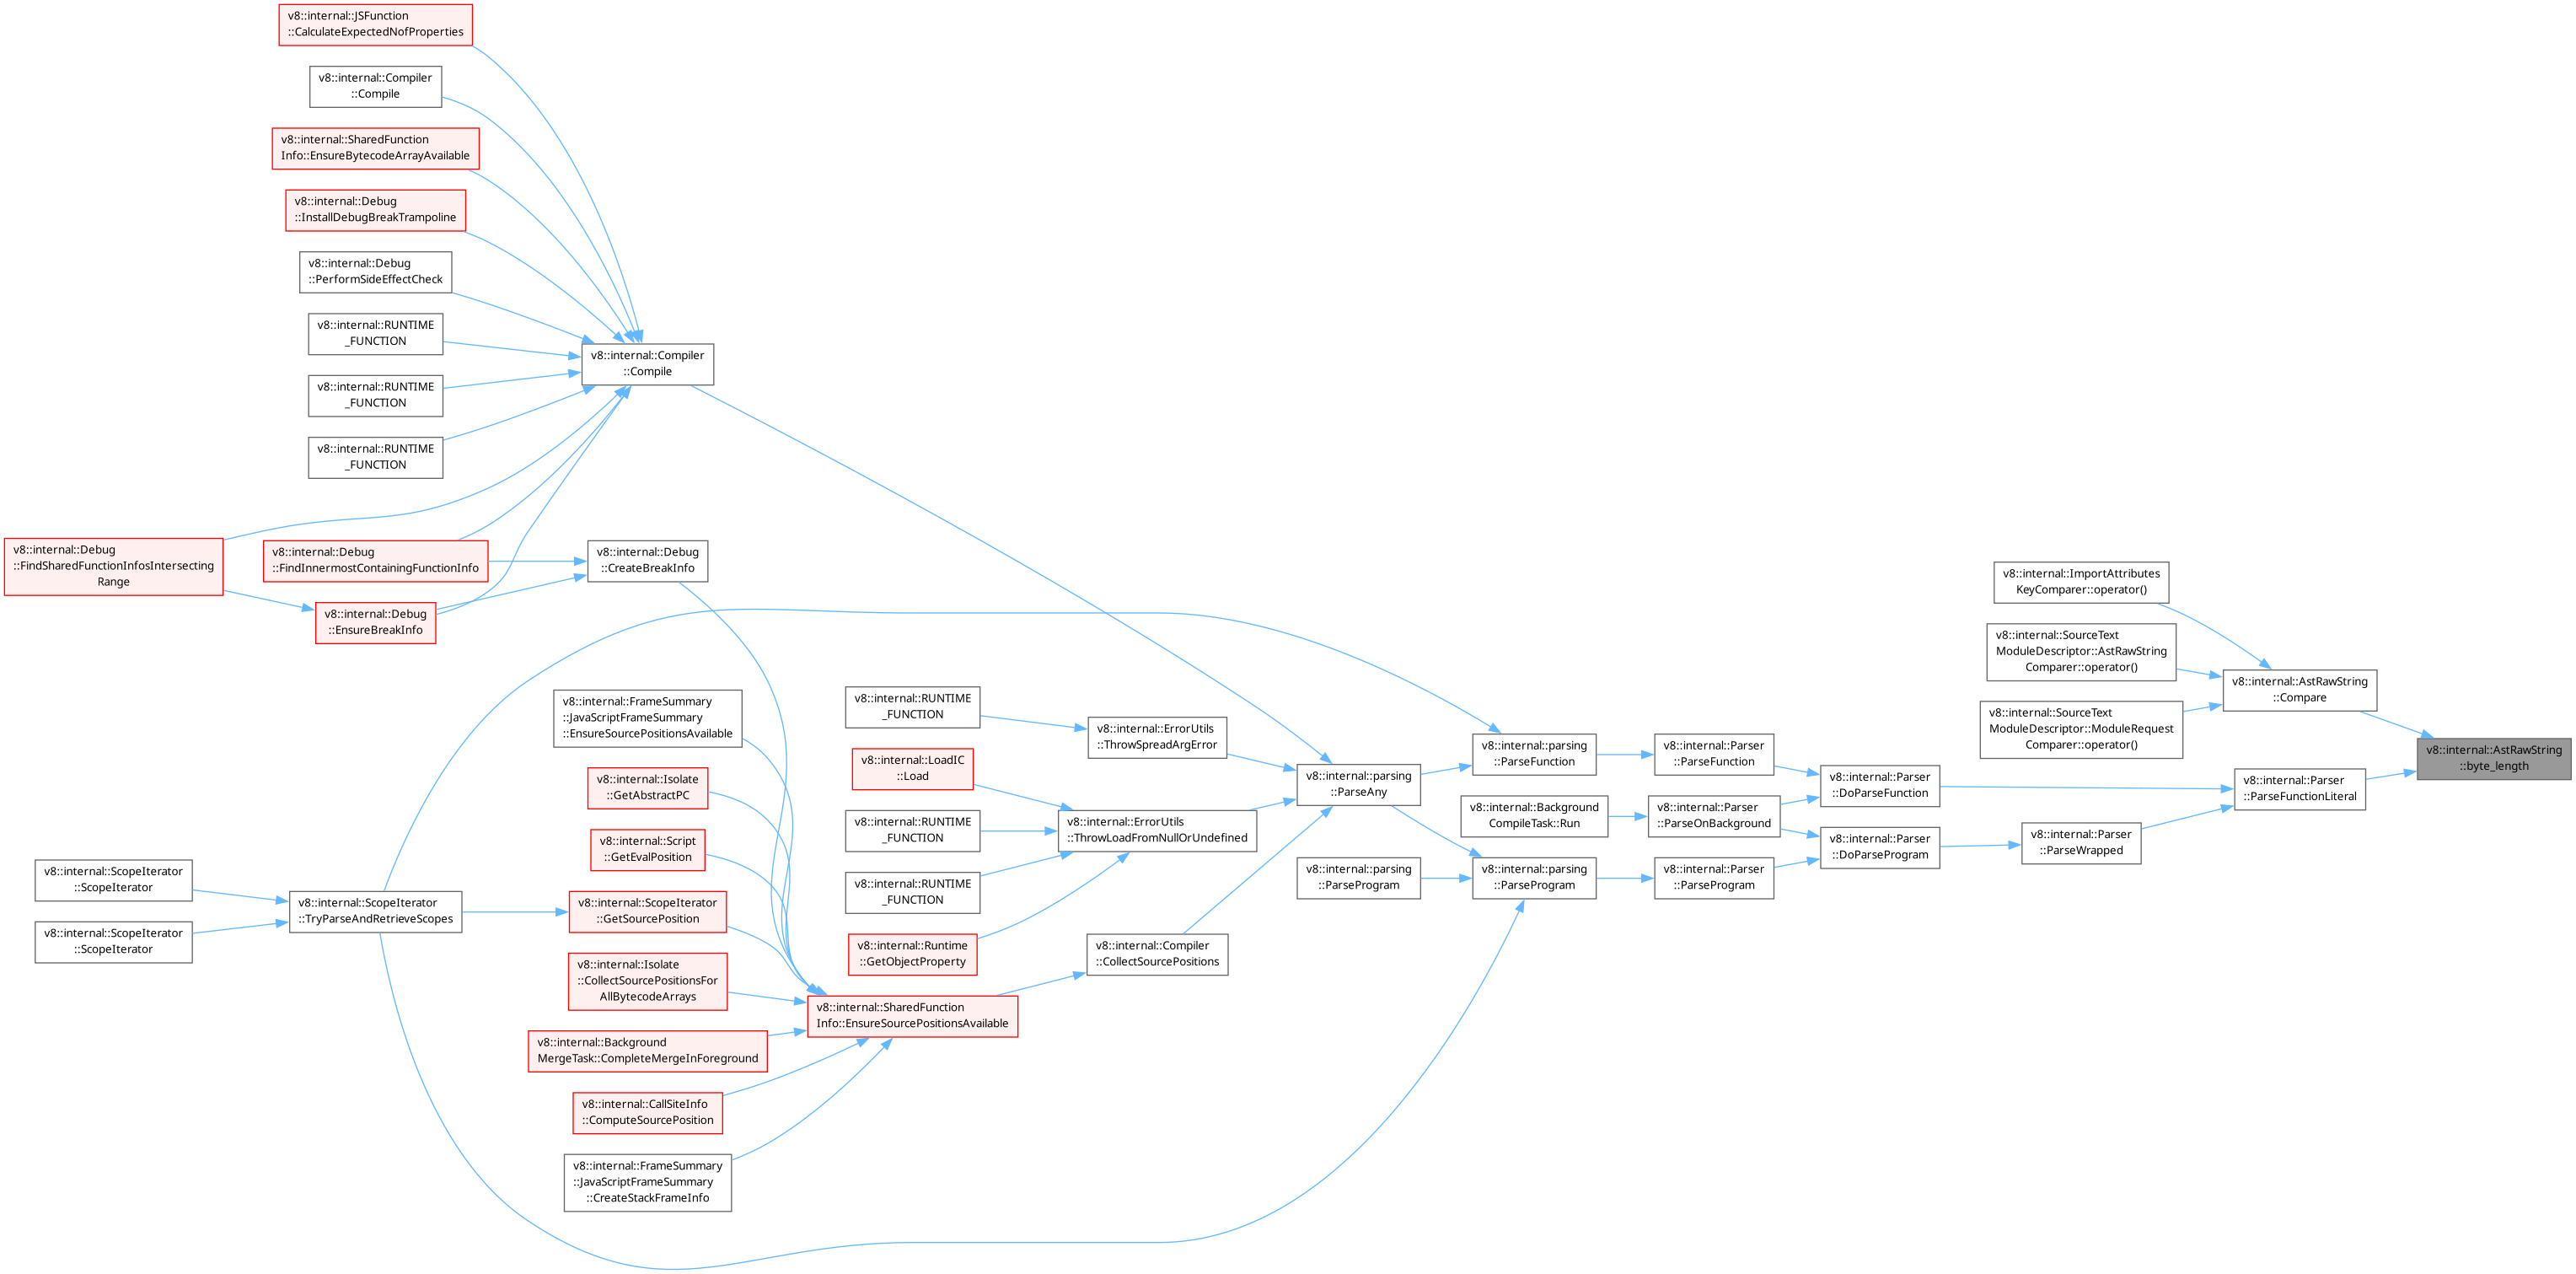 v8::internal::JSFunction
::CalculateExpectedNofProperties
v8::internal::Compiler
::Compile
v8::internal::SharedFunction
Info::EnsureBytecodeArrayAvailable
v8::internal::Debug
::InstallDebugBreakTrampoline
v8::internal::Debug
::PerformSideEffectCheck
v8::internal::RUNTIME
_FUNCTION
v8::internal::RUNTIME
_FUNCTION
v8::internal::RUNTIME
_FUNCTION
v8::internal::Compiler
::Compile
v8::internal::Debug
::FindSharedFunctionInfosIntersecting
Range
v8::internal::Debug
::FindInnermostContainingFunctionInfo
v8::internal::Debug
::CreateBreakInfo
v8::internal::Debug
::EnsureBreakInfo
v8::internal::FrameSummary
::JavaScriptFrameSummary
::EnsureSourcePositionsAvailable
v8::internal::Isolate
::GetAbstractPC
v8::internal::Script
::GetEvalPosition
v8::internal::ScopeIterator
::ScopeIterator
v8::internal::ScopeIterator
::ScopeIterator
v8::internal::ScopeIterator
::TryParseAndRetrieveScopes
v8::internal::ScopeIterator
::GetSourcePosition
v8::internal::Isolate
::CollectSourcePositionsFor
AllBytecodeArrays
v8::internal::Background
MergeTask::CompleteMergeInForeground
v8::internal::CallSiteInfo
::ComputeSourcePosition
v8::internal::FrameSummary
::JavaScriptFrameSummary
::CreateStackFrameInfo
v8::internal::SharedFunction
Info::EnsureSourcePositionsAvailable
v8::internal::RUNTIME
_FUNCTION
v8::internal::LoadIC
::Load
v8::internal::RUNTIME
_FUNCTION
v8::internal::RUNTIME
_FUNCTION
v8::internal::Runtime
::GetObjectProperty
v8::internal::ErrorUtils
::ThrowSpreadArgError
v8::internal::ErrorUtils
::ThrowLoadFromNullOrUndefined
v8::internal::Compiler
::CollectSourcePositions
v8::internal::parsing
::ParseAny
v8::internal::parsing
::ParseProgram
v8::internal::parsing
::ParseFunction
v8::internal::Background
CompileTask::Run
v8::internal::parsing
::ParseProgram
v8::internal::Parser
::ParseFunction
v8::internal::Parser
::ParseOnBackground
v8::internal::Parser
::ParseProgram
v8::internal::Parser
::DoParseFunction
v8::internal::Parser
::DoParseProgram
v8::internal::ImportAttributes
KeyComparer::operator()
v8::internal::SourceText
ModuleDescriptor::AstRawString
Comparer::operator()
v8::internal::SourceText
ModuleDescriptor::ModuleRequest
Comparer::operator()
v8::internal::Parser
::ParseWrapped
v8::internal::AstRawString
::Compare
v8::internal::Parser
::ParseFunctionLiteral
v8::internal::AstRawString
::byte_length